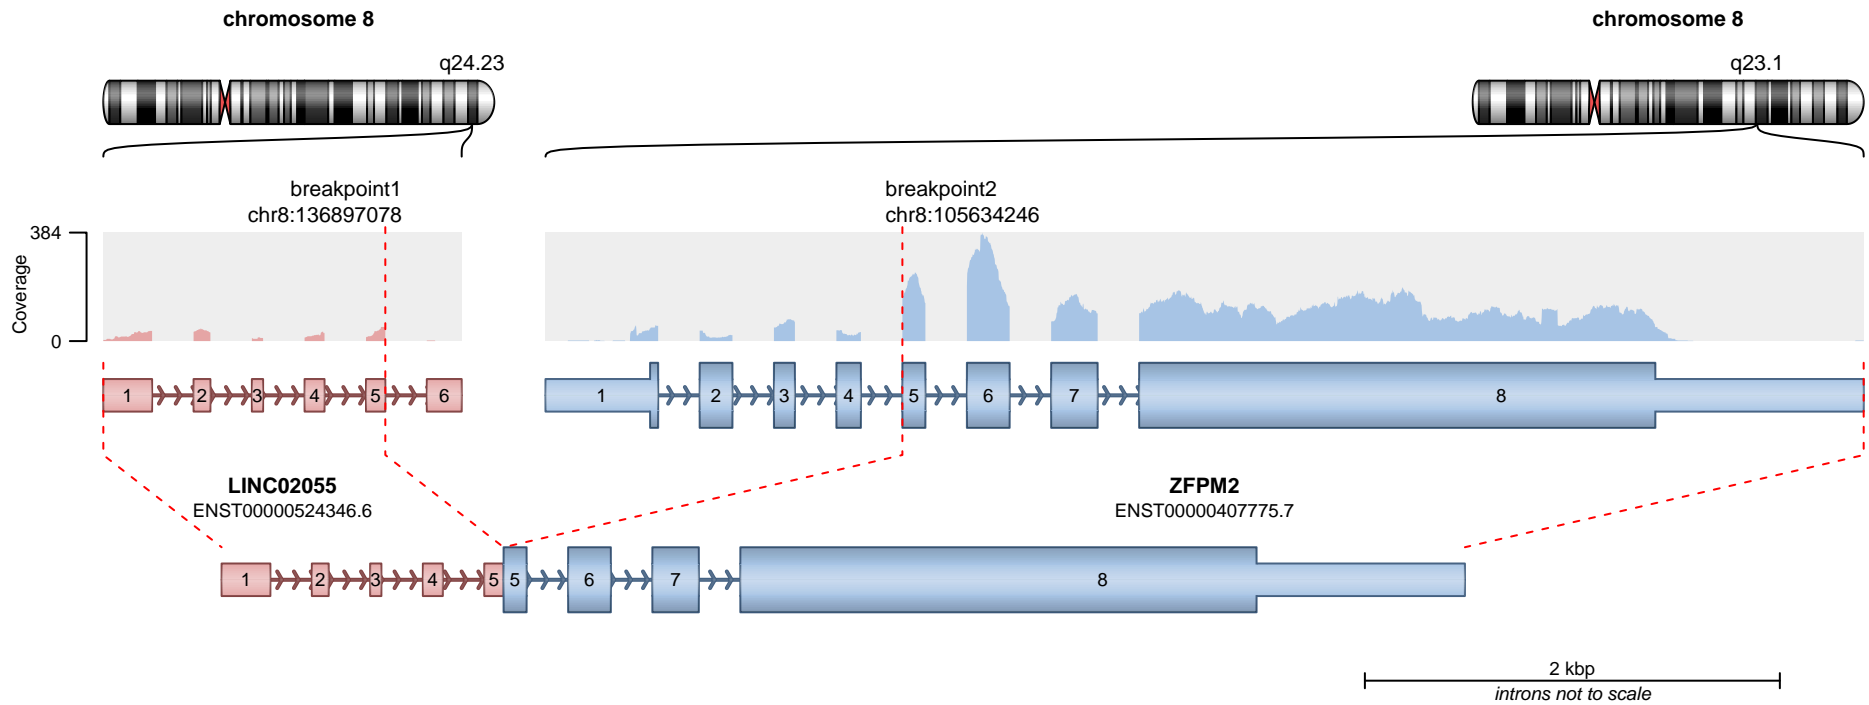 chromosome 8
chromosome 8
q24.23
q23.1
breakpoint1
chr8:136897078
breakpoint2
chr8:105634246
384
0
Coverage
1 2 3 4 5 6
1 2 3 4 5 6 7 8
LINC02055
ENST00000524346.6
ZFPM2
ENST00000407775.7
1 2 3 4 5 5 6 7 8
2 kbp
introns not to scale